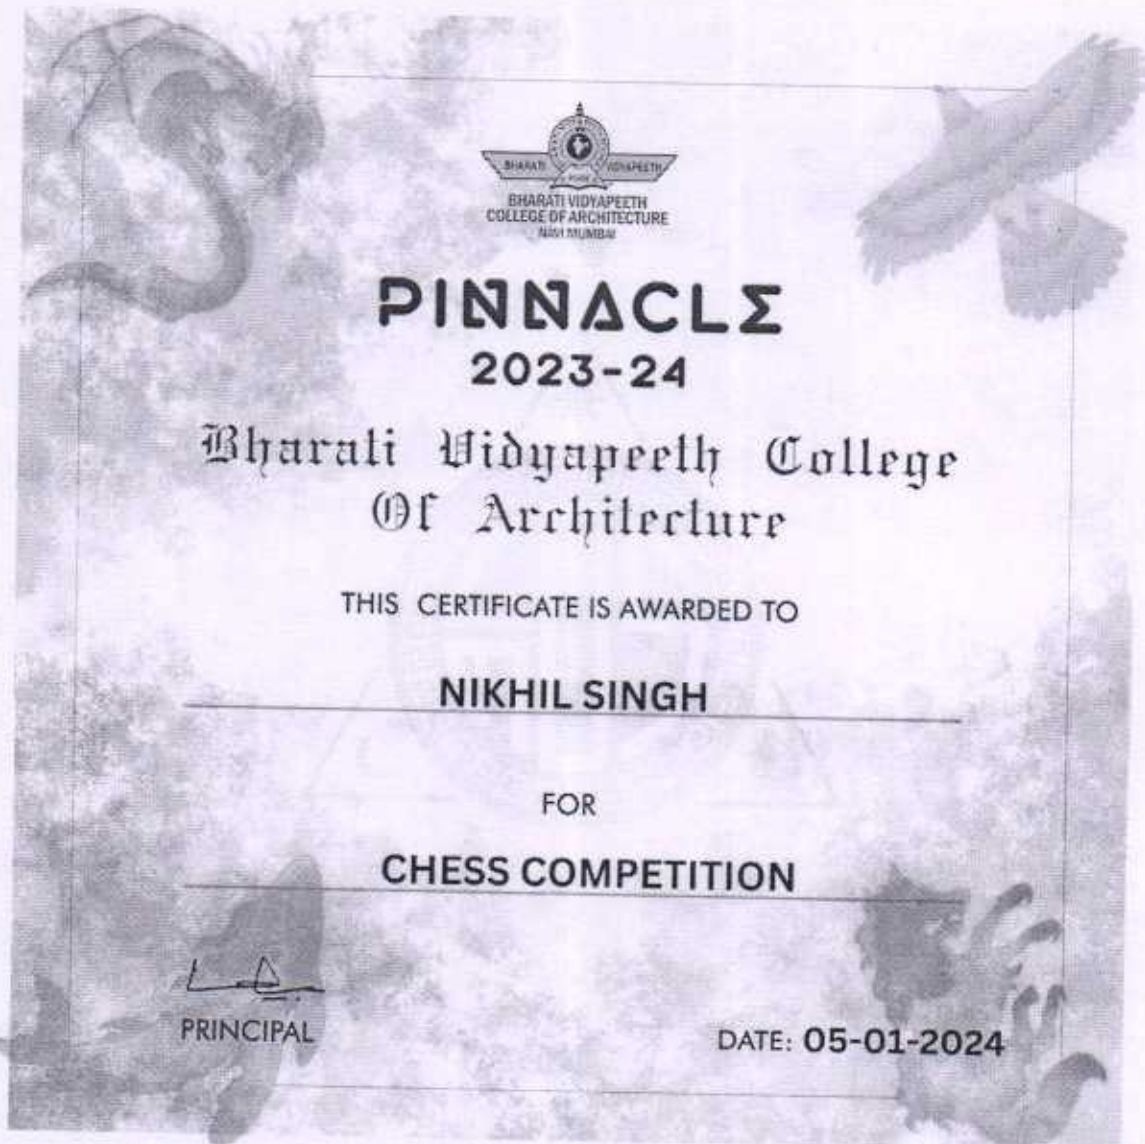 BHARATI VIDYAPEETH
PUNE
BHARATI VIDYAPEETH
COLLEGE OF ARCHITECTURE
NAVI MUMBAI
PINNACLE
2023-24
Bharati Vidyapeeth College
Of Architecture
THIS CERTIFICATE IS AWARDED TO
NIKHIL SINGH
FOR
CHESS COMPETITION
PRINCIPAL
DATE: 05-01-2024